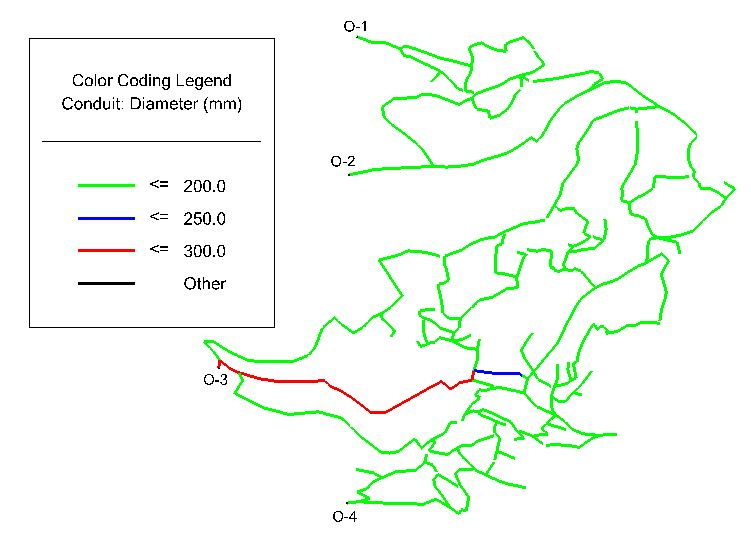 O-1
Color Coding Legend
Conduit: Diameter (mm)
O-2
<= 200.0
<= 250.0
<= 300.0
Other
O-3
O-4